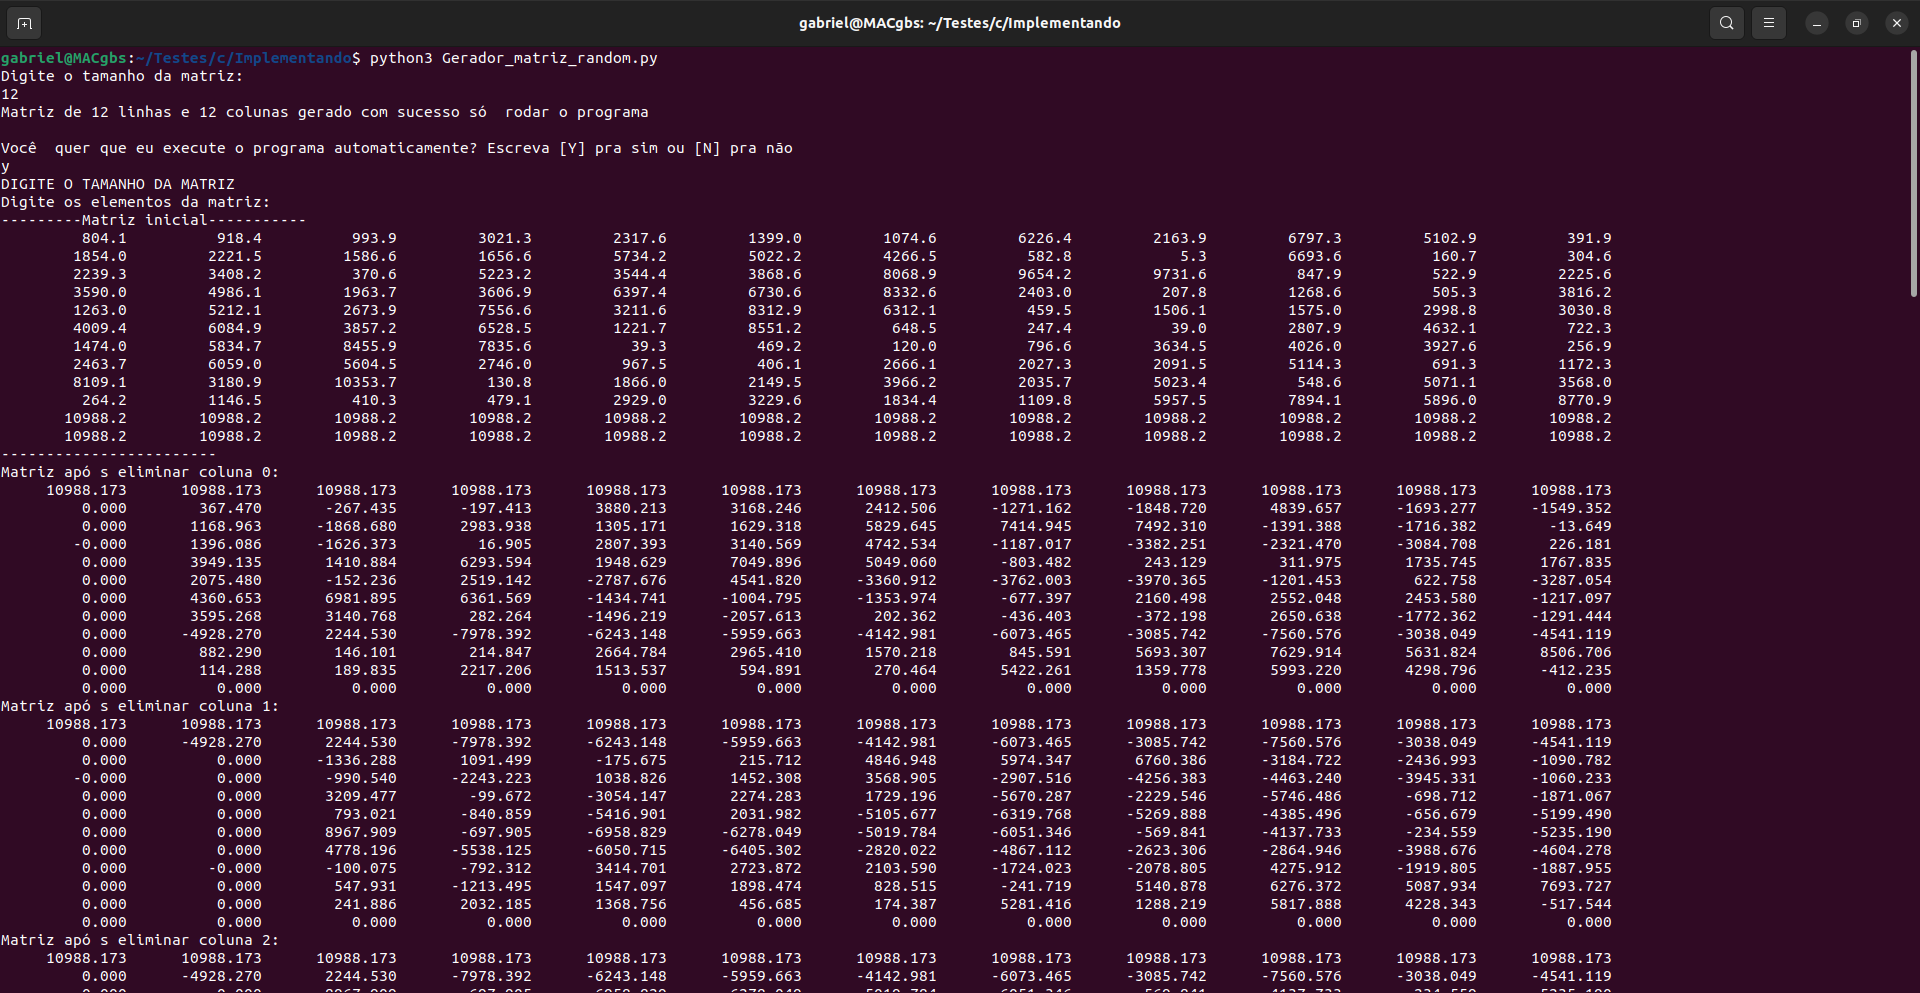 gabriel@MACgbs: ~/Testes/c/Implementando
gabriel@MACgbs:~/Testes/c/Implementando$ python3 Gerador_matriz_random.py
Digite o tamanho da matriz:
12
Matriz de 12 linhas e 12 colunas gerado com sucesso só  rodar o programa
Você  quer que eu execute o programa automaticamente? Escreva [Y] pra sim ou [N] pra não
y
DIGITE O TAMANHO DA MATRIZ
Digite os elementos da matriz:
---------Matriz inicial-----------
804.1 918.4 993.9 3021.3 2317.6 1399.0 1074.6 6226.4 2163.9 6797.3 5102.9 391.9
1854.0 2221.5 1586.6 1656.6 5734.2 5022.2 4266.5 582.8 5.3 6693.6 160.7 304.6
2239.3 3408.2 370.6 5223.2 3544.4 3868.6 8068.9 9654.2 9731.6 847.9 522.9 2225.6
3590.0 4986.1 1963.7 3606.9 6397.4 6730.6 8332.6 2403.0 207.8 1268.6 505.3 3816.2
1263.0 5212.1 2673.9 7556.6 3211.6 8312.9 6312.1 459.5 1506.1 1575.0 2998.8 3030.8
4009.4 6084.9 3857.2 6528.5 1221.7 8551.2 648.5 247.4 39.0 2807.9 4632.1 722.3
1474.0 5834.7 8455.9 7835.6 39.3 469.2 120.0 796.6 3634.5 4026.0 3927.6 256.9
2463.7 6059.0 5604.5 2746.0 967.5 406.1 2666.1 2027.3 2091.5 5114.3 691.3 1172.3
8109.1 3180.9 10353.7 130.8 1866.0 2149.5 3966.2 2035.7 5023.4 548.6 5071.1 3568.0
264.2 1146.5 410.3 479.1 2929.0 3229.6 1834.4 1109.8 5957.5 7894.1 5896.0 8770.9
10988.2 10988.2 10988.2 10988.2 10988.2 10988.2 10988.2 10988.2 10988.2 10988.2 10988.2 10988.2
10988.2 10988.2 10988.2 10988.2 10988.2 10988.2 10988.2 10988.2 10988.2 10988.2 10988.2 10988.2
------------------------
Matriz apó s eliminar coluna 0:
10988.173 10988.173 10988.173 10988.173 10988.173 10988.173 10988.173 10988.173 10988.173 10988.173 10988.173 10988.173
0.000 367.470 -267.435 -197.413 3880.213 3168.246 2412.506 -1271.162 -1848.720 4839.657 -1693.277 -1549.352
0.000 1168.963 -1868.680 2983.938 1305.171 1629.318 5829.645 7414.945 7492.310 -1391.388 -1716.382 -13.649
-0.000 1396.086 -1626.373 16.905 2807.393 3140.569 4742.534 -1187.017 -3382.251 -2321.470 -3084.708 226.181
0.000 3949.135 1410.884 6293.594 1948.629 7049.896 5049.060 -803.482 243.129 311.975 1735.745 1767.835
0.000 2075.480 -152.236 2519.142 -2787.676 4541.820 -3360.912 -3762.003 -3970.365 -1201.453 622.758 -3287.054
0.000 4360.653 6981.895 6361.569 -1434.741 -1004.795 -1353.974 -677.397 2160.498 2552.048 2453.580 -1217.097
0.000 3595.268 3140.768 282.264 -1496.219 -2057.613 202.362 -436.403 -372.198 2650.638 -1772.362 -1291.444
0.000 -4928.270 2244.530 -7978.392 -6243.148 -5959.663 -4142.981 -6073.465 -3085.742 -7560.576 -3038.049 -4541.119
0.000 882.290 146.101 214.847 2664.784 2965.410 1570.218 845.591 5693.307 7629.914 5631.824 8506.706
0.000 114.288 189.835 2217.206 1513.537 594.891 270.464 5422.261 1359.778 5993.220 4298.796 -412.235
0.000 0.000 0.000 0.000 0.000 0.000 0.000 0.000 0.000 0.000 0.000 0.000
Matriz apó s eliminar coluna 1:
10988.173 10988.173 10988.173 10988.173 10988.173 10988.173 10988.173 10988.173 10988.173 10988.173 10988.173 10988.173
0.000 -4928.270 2244.530 -7978.392 -6243.148 -5959.663 -4142.981 -6073.465 -3085.742 -7560.576 -3038.049 -4541.119
0.000 0.000 -1336.288 1091.499 -175.675 215.712 4846.948 5974.347 6760.386 -3184.722 -2436.993 -1090.782
-0.000 0.000 -990.540 -2243.223 1038.826 1452.308 3568.905 -2907.516 -4256.383 -4463.240 -3945.331 -1060.233
0.000 0.000 3209.477 -99.672 -3054.147 2274.283 1729.196 -5670.287 -2229.546 -5746.486 -698.712 -1871.067
0.000 0.000 793.021 -840.859 -5416.901 2031.982 -5105.677 -6319.768 -5269.888 -4385.496 -656.679 -5199.490
0.000 0.000 8967.909 -697.905 -6958.829 -6278.049 -5019.784 -6051.346 -569.841 -4137.733 -234.559 -5235.190
0.000 0.000 4778.196 -5538.125 -6050.715 -6405.302 -2820.022 -4867.112 -2623.306 -2864.946 -3988.676 -4604.278
0.000 -0.000 -100.075 -792.312 3414.701 2723.872 2103.590 -1724.023 -2078.805 4275.912 -1919.805 -1887.955
0.000 0.000 547.931 -1213.495 1547.097 1898.474 828.515 -241.719 5140.878 6276.372 5087.934 7693.727
0.000 0.000 241.886 2032.185 1368.756 456.685 174.387 5281.416 1288.219 5817.888 4228.343 -517.544
0.000 0.000 0.000 0.000 0.000 0.000 0.000 0.000 0.000 0.000 0.000 0.000
Matriz apó s eliminar coluna 2:
10988.173 10988.173 10988.173 10988.173 10988.173 10988.173 10988.173 10988.173 10988.173 10988.173 10988.173 10988.173
0.000 -4928.270 2244.530 -7978.392 -6243.148 -5959.663 -4142.981 -6073.465 -3085.742 -7560.576 -3038.049 -4541.119